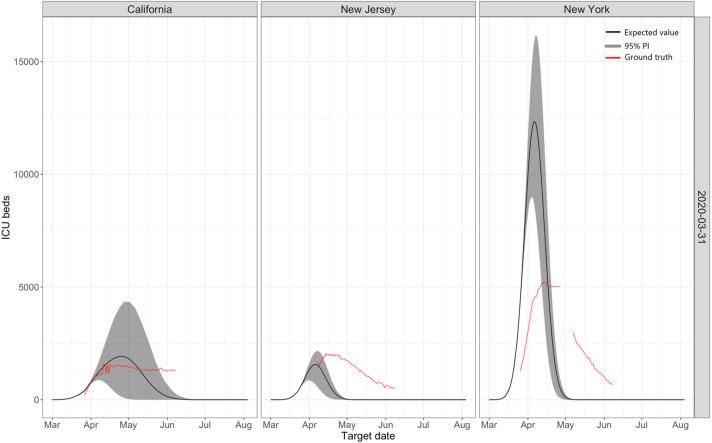 California
New Jersey
New York
Expected value
95% PI
Ground truth
15000
10000
5000
0
ICU beds
2020-03-31
Mar Apr May Jun Jul Aug
Mar Apr May Jun Jul Aug
Mar Apr May Jun Jul Aug
Target date